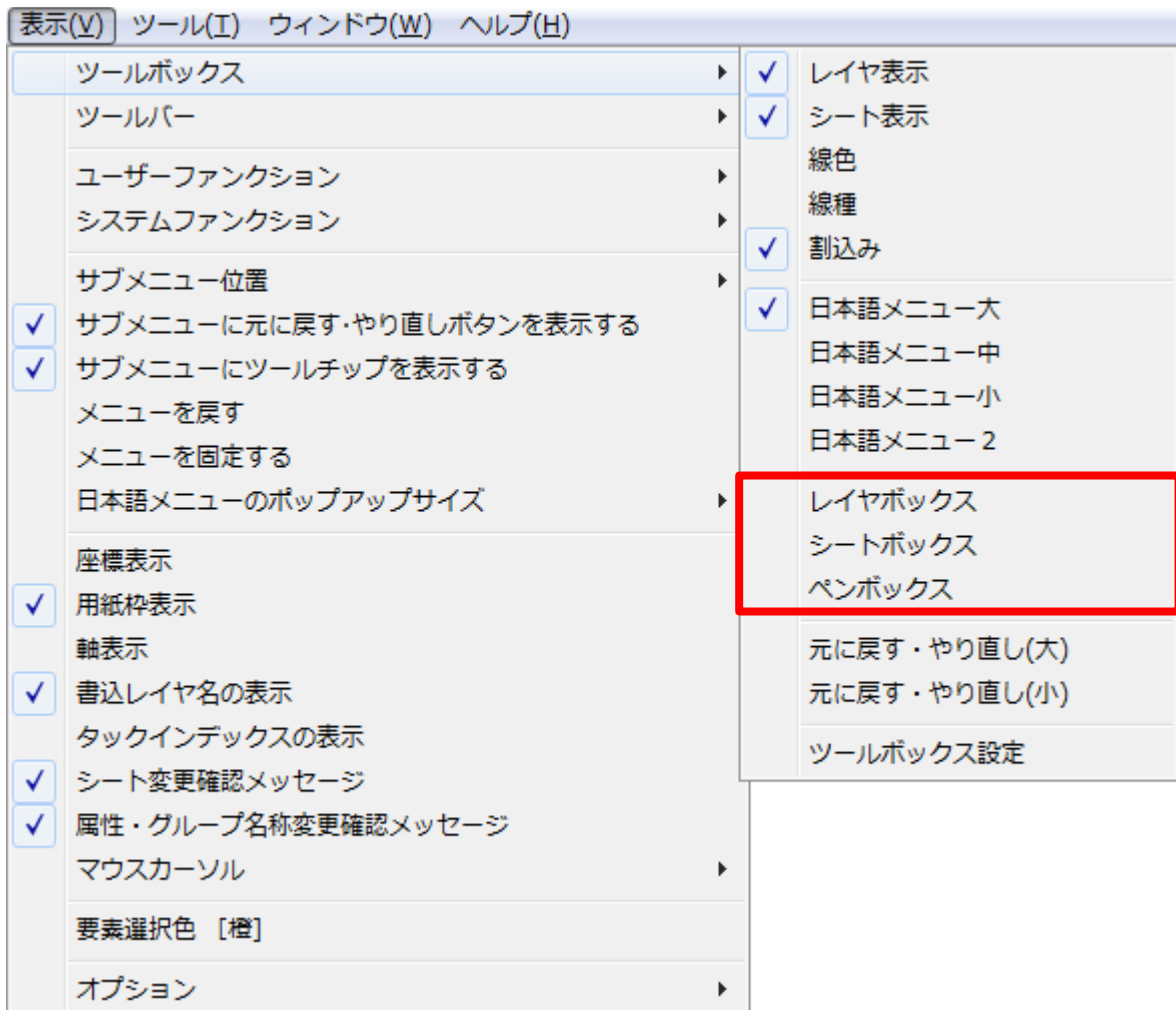 表示(V) ツール(T) ウィンドウ(W) ヘルプ(H)
ツールボックス
ツールバー
ユーザーファンクション
システムファンクション
サブメニュー位置
サブメニューに元に戻す・やり直しボタンを表示する
サブメニューにツールチップを表示する
メニューを戻す
メニューを固定する
日本語メニューのポップアップサイズ
座標表示
用紙枠表示
軸表示
書込レイヤ名の表示
タックインデックスの表示
シート変更確認メッセージ
属性・グループ名称変更確認メッセージ
マウスカーソル
要素選択色 [橙]
オプション
レイヤ表示
シート表示
線色
線種
割込み
日本語メニュー大
日本語メニュー中
日本語メニュー小
日本語メニュー2
レイヤボックス
シートボックス
ペンボックス
元に戻す・やり直し(大)
元に戻す・やり直し(小)
ツールボックス設定